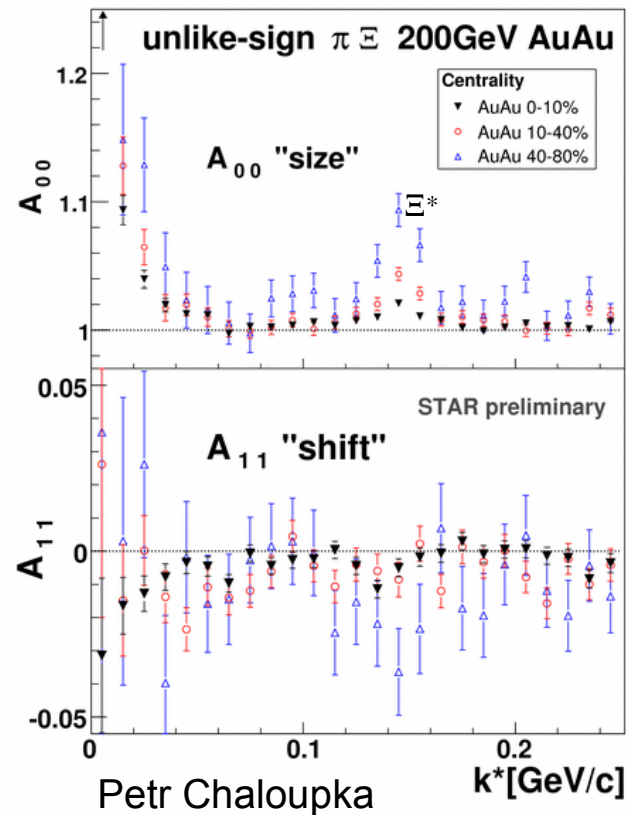 unlike-sign π Ξ 200GeV AuAu
Centrality
AuAu 0-10%
AuAu 10-40%
AuAu 40-80%
A₀₀ "size"
Ξ*
A₀₀
1.2
1.1
1
STAR preliminary
A₁₁ "shift"
A₁₁
0.05
0
-0.05
0 0.1 0.2
k*[GeV/c]
Petr Chaloupka